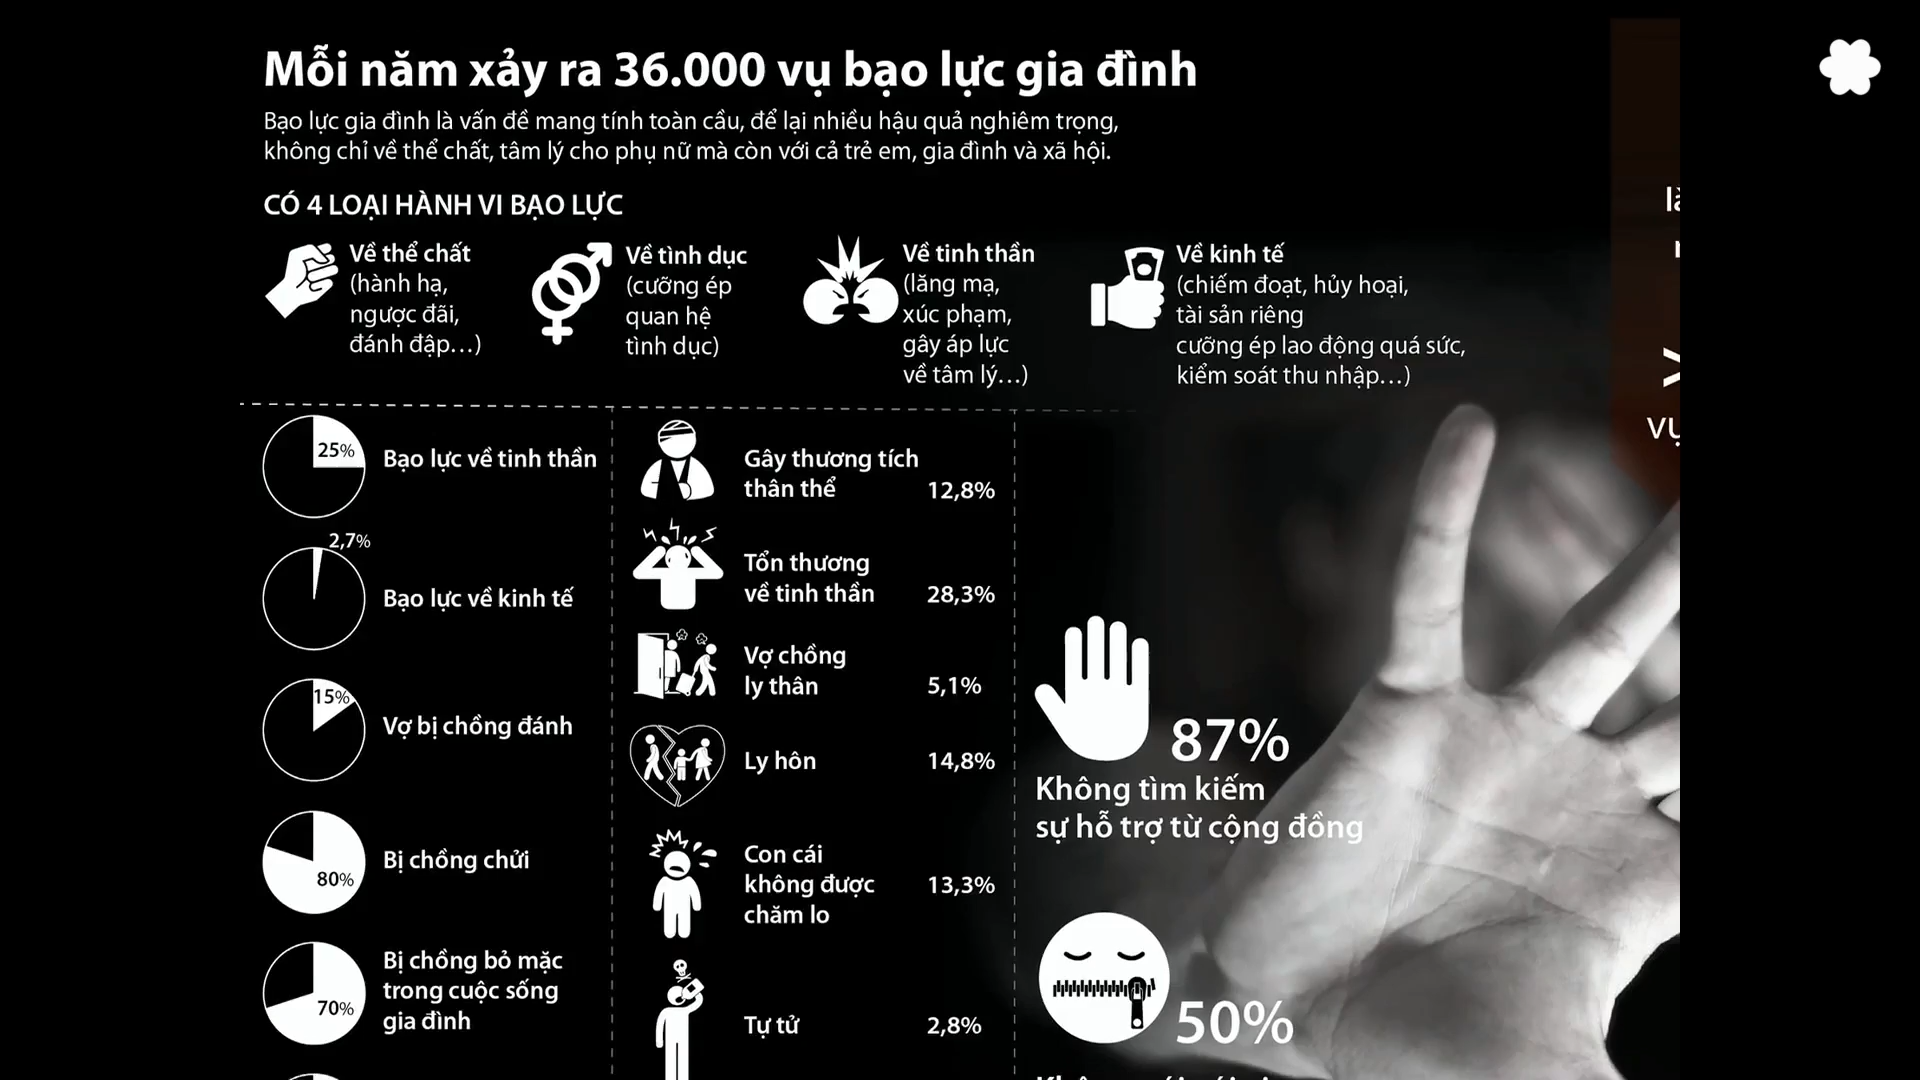 Mỗi năm xảy ra 36.000 vụ bạo lực gia đình
Bạo lực gia đình là vấn đề mang tính toàn cầu, để lại nhiều hậu quả nghiêm trọng,
không chỉ về thể chất, tâm lý cho phụ nữ mà còn với cả trẻ em, gia đình và xã hội.
CÓ 4 LOẠI HÀNH VI BẠO LỰC
Về thể chất
(hành hạ,
ngược đãi,
đánh đập...)
Về tình dục
(cưỡng ép
quan hệ
tình dục)
Về tinh thần
(lăng mạ,
xúc phạm,
gây áp lực
về tâm lý...)
Về kinh tế
(chiếm đoạt, hủy hoại,
tài sản riêng
cưỡng ép lao động quá sức,
kiểm soát thu nhập...)
25%
Bạo lực về tinh thần
2,7%
Bạo lực về kinh tế
15%
Vợ bị chồng đánh
80%
Bị chồng chửi
70%
Bị chồng bỏ mặc
trong cuộc sống
gia đình
Gây thương tích
thân thể 12,8%
Tổn thương
về tinh thần 28,3%
Vợ chồng
ly thân 5,1%
Ly hôn 14,8%
Con cái
không được 13,3%
chăm lo
Tự tử 2,8%
87%
Không tìm kiếm
sự hỗ trợ từ cộng đồng
50%